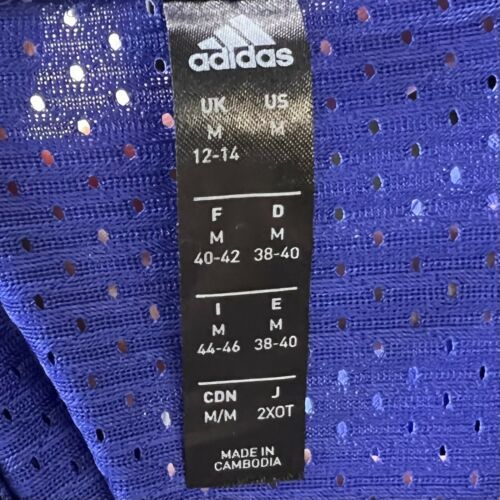 adidas
UK US
M M
12-14
F D
M M
40-42 38-40
I E
M M
44-46 38-40
CDN J
M/M 2XOT
MADE IN
CAMBODIA